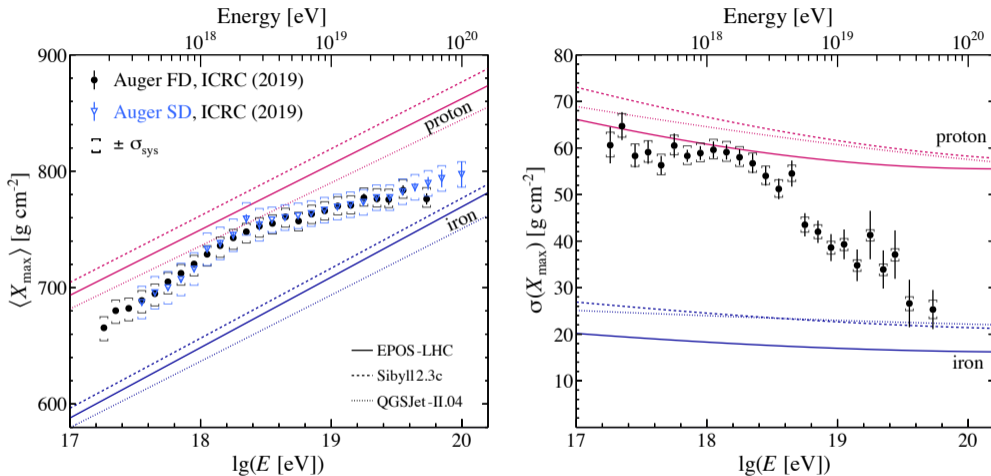 Energy [eV]
10^18 10^19 10^20
900
800
700
600
⟨X_max⟩ [g cm^-2]
Auger FD, ICRC (2019)
Auger SD, ICRC (2019)
± σ_sys
proton
iron
EPOS-LHC
Sibyll2.3c
QGSJet-II.04
17 18 19 20
lg(E [eV])
Energy [eV]
10^18 10^19 10^20
80
70
60
50
40
30
20
10
σ(X_max) [g cm^-2]
proton
iron
17 18 19 20
lg(E [eV])